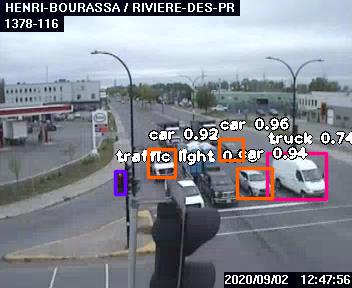 HENRI-BOURASSA / RIVIERE-DES-PR
1378-116
car 0.96
car 0.92
truck 0.74
traffic light
car 0.94
2020/09/02 12:47:56